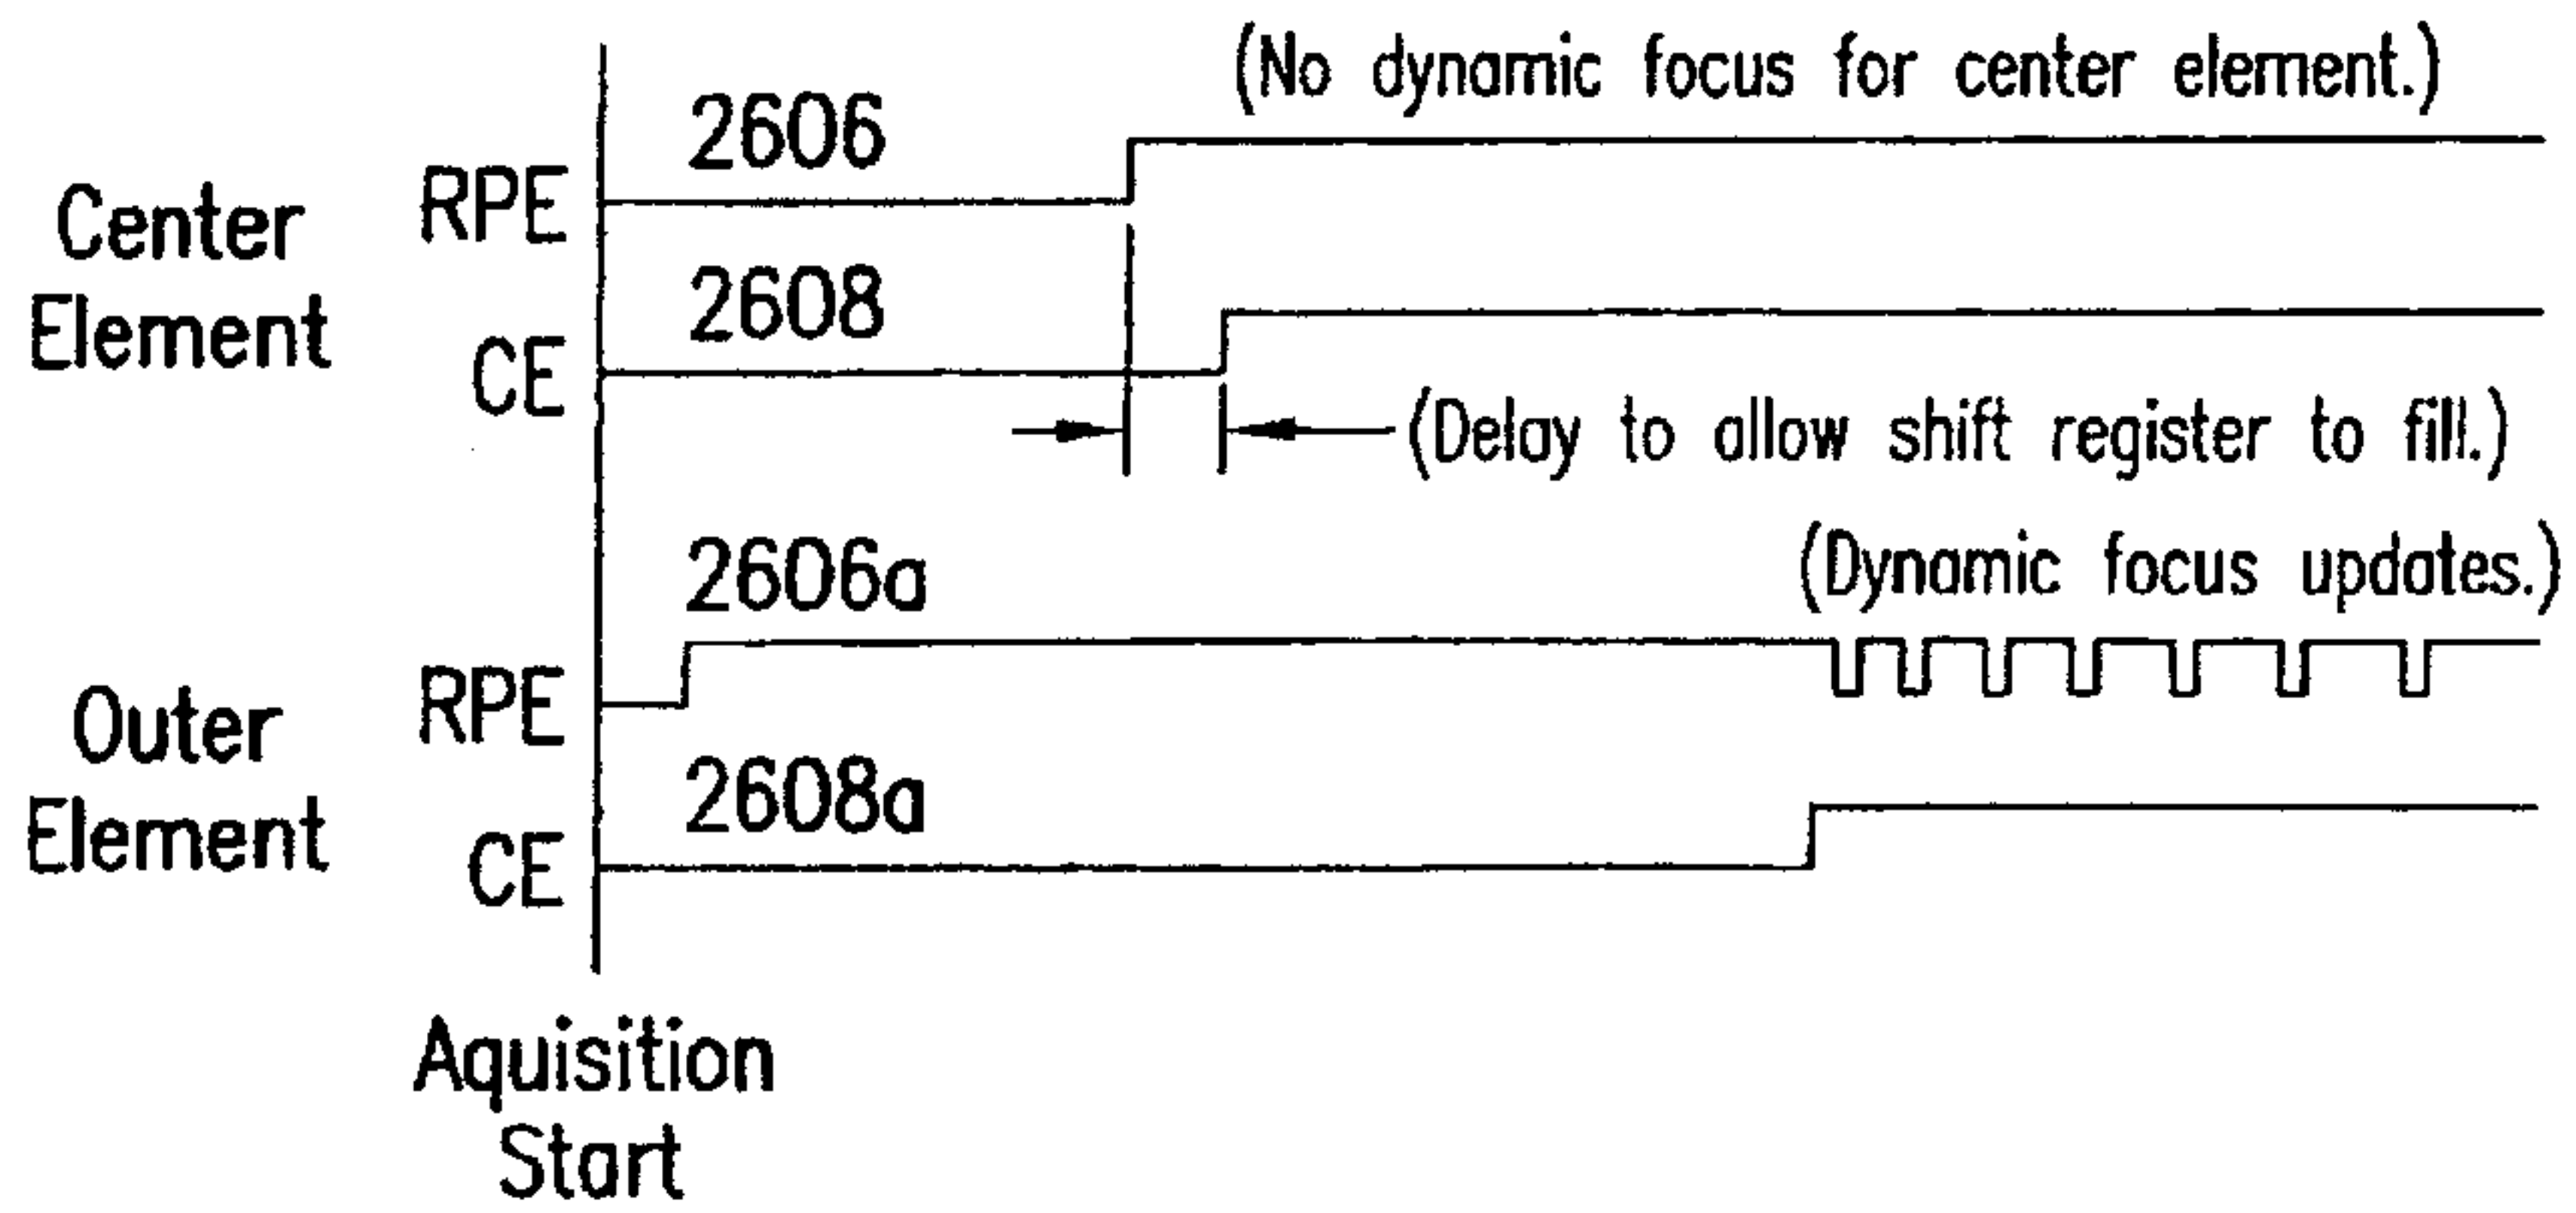 (No dynamic focus for center element.)
2606
RPE
Center
Element
2608
CE
(Delay to allow shift register to fill.)
(Dynamic focus updates.)
2606a
RPE
Outer
Element
2608a
CE
Aquisition
Start